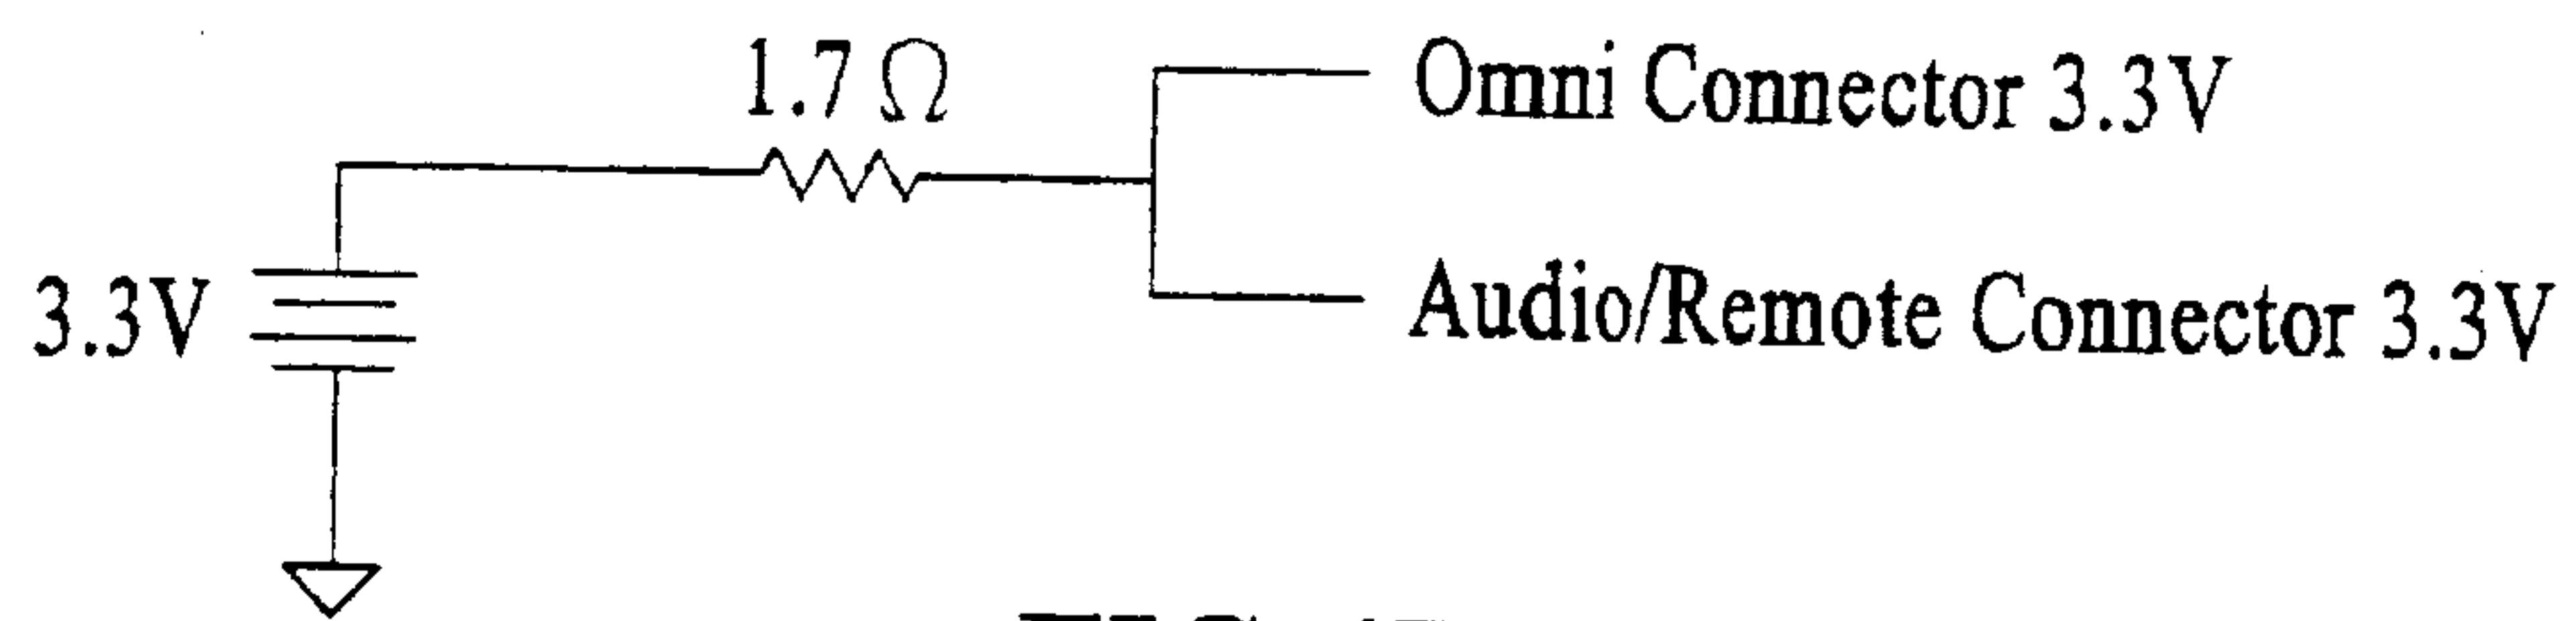 1.7 Ω
Omni Connector 3.3V
3.3V
Audio/Remote Connector 3.3V